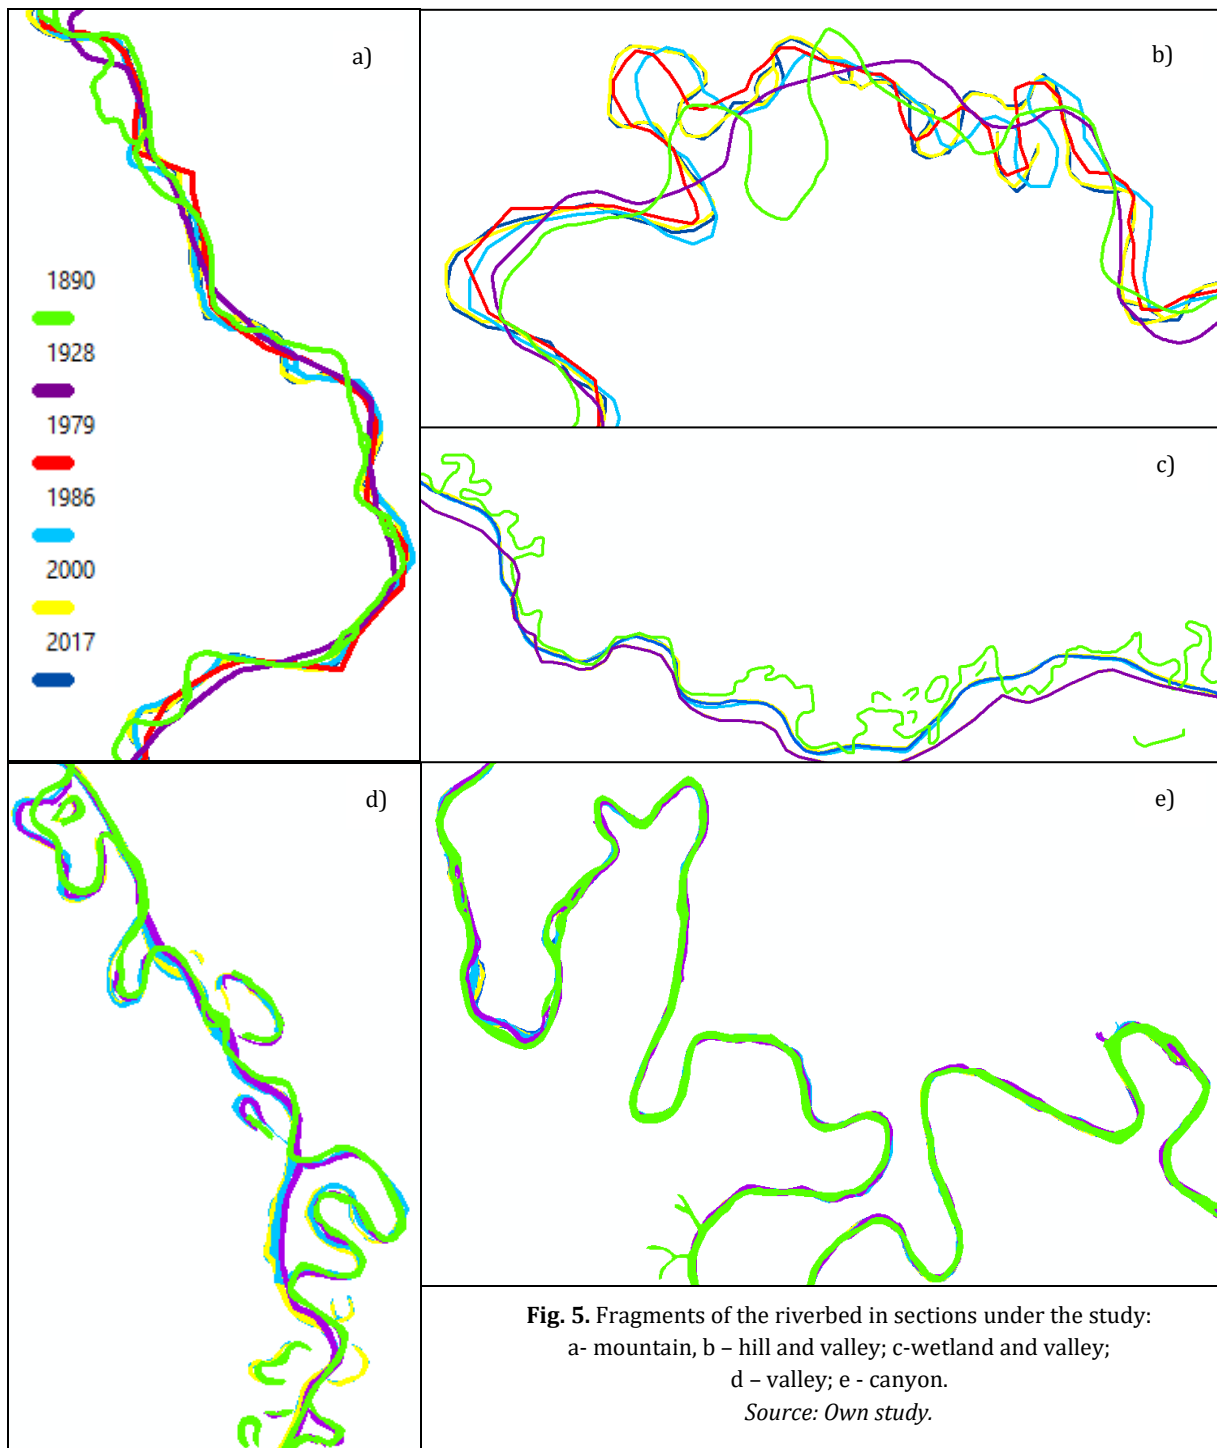 a)
b)
1890
1928
1979
1986
2000
2017
c)
d)
e)
Fig. 5. Fragments of the riverbed in sections under the study:
a- mountain, b – hill and valley; c-wetland and valley;
d – valley; e - canyon.
Source: Own study.